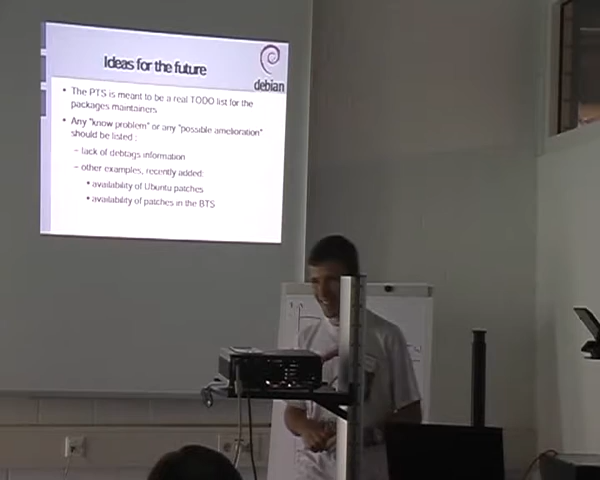 Ideas for the future
debian
• The PTS is meant to be a real TODO list for the
packages maintainers
• Any "know problem" or any "possible amelioration"
should be listed :
– lack of debtags information
– other examples, recently added:
• availability of Ubuntu patches
• availability of patches in the BTS